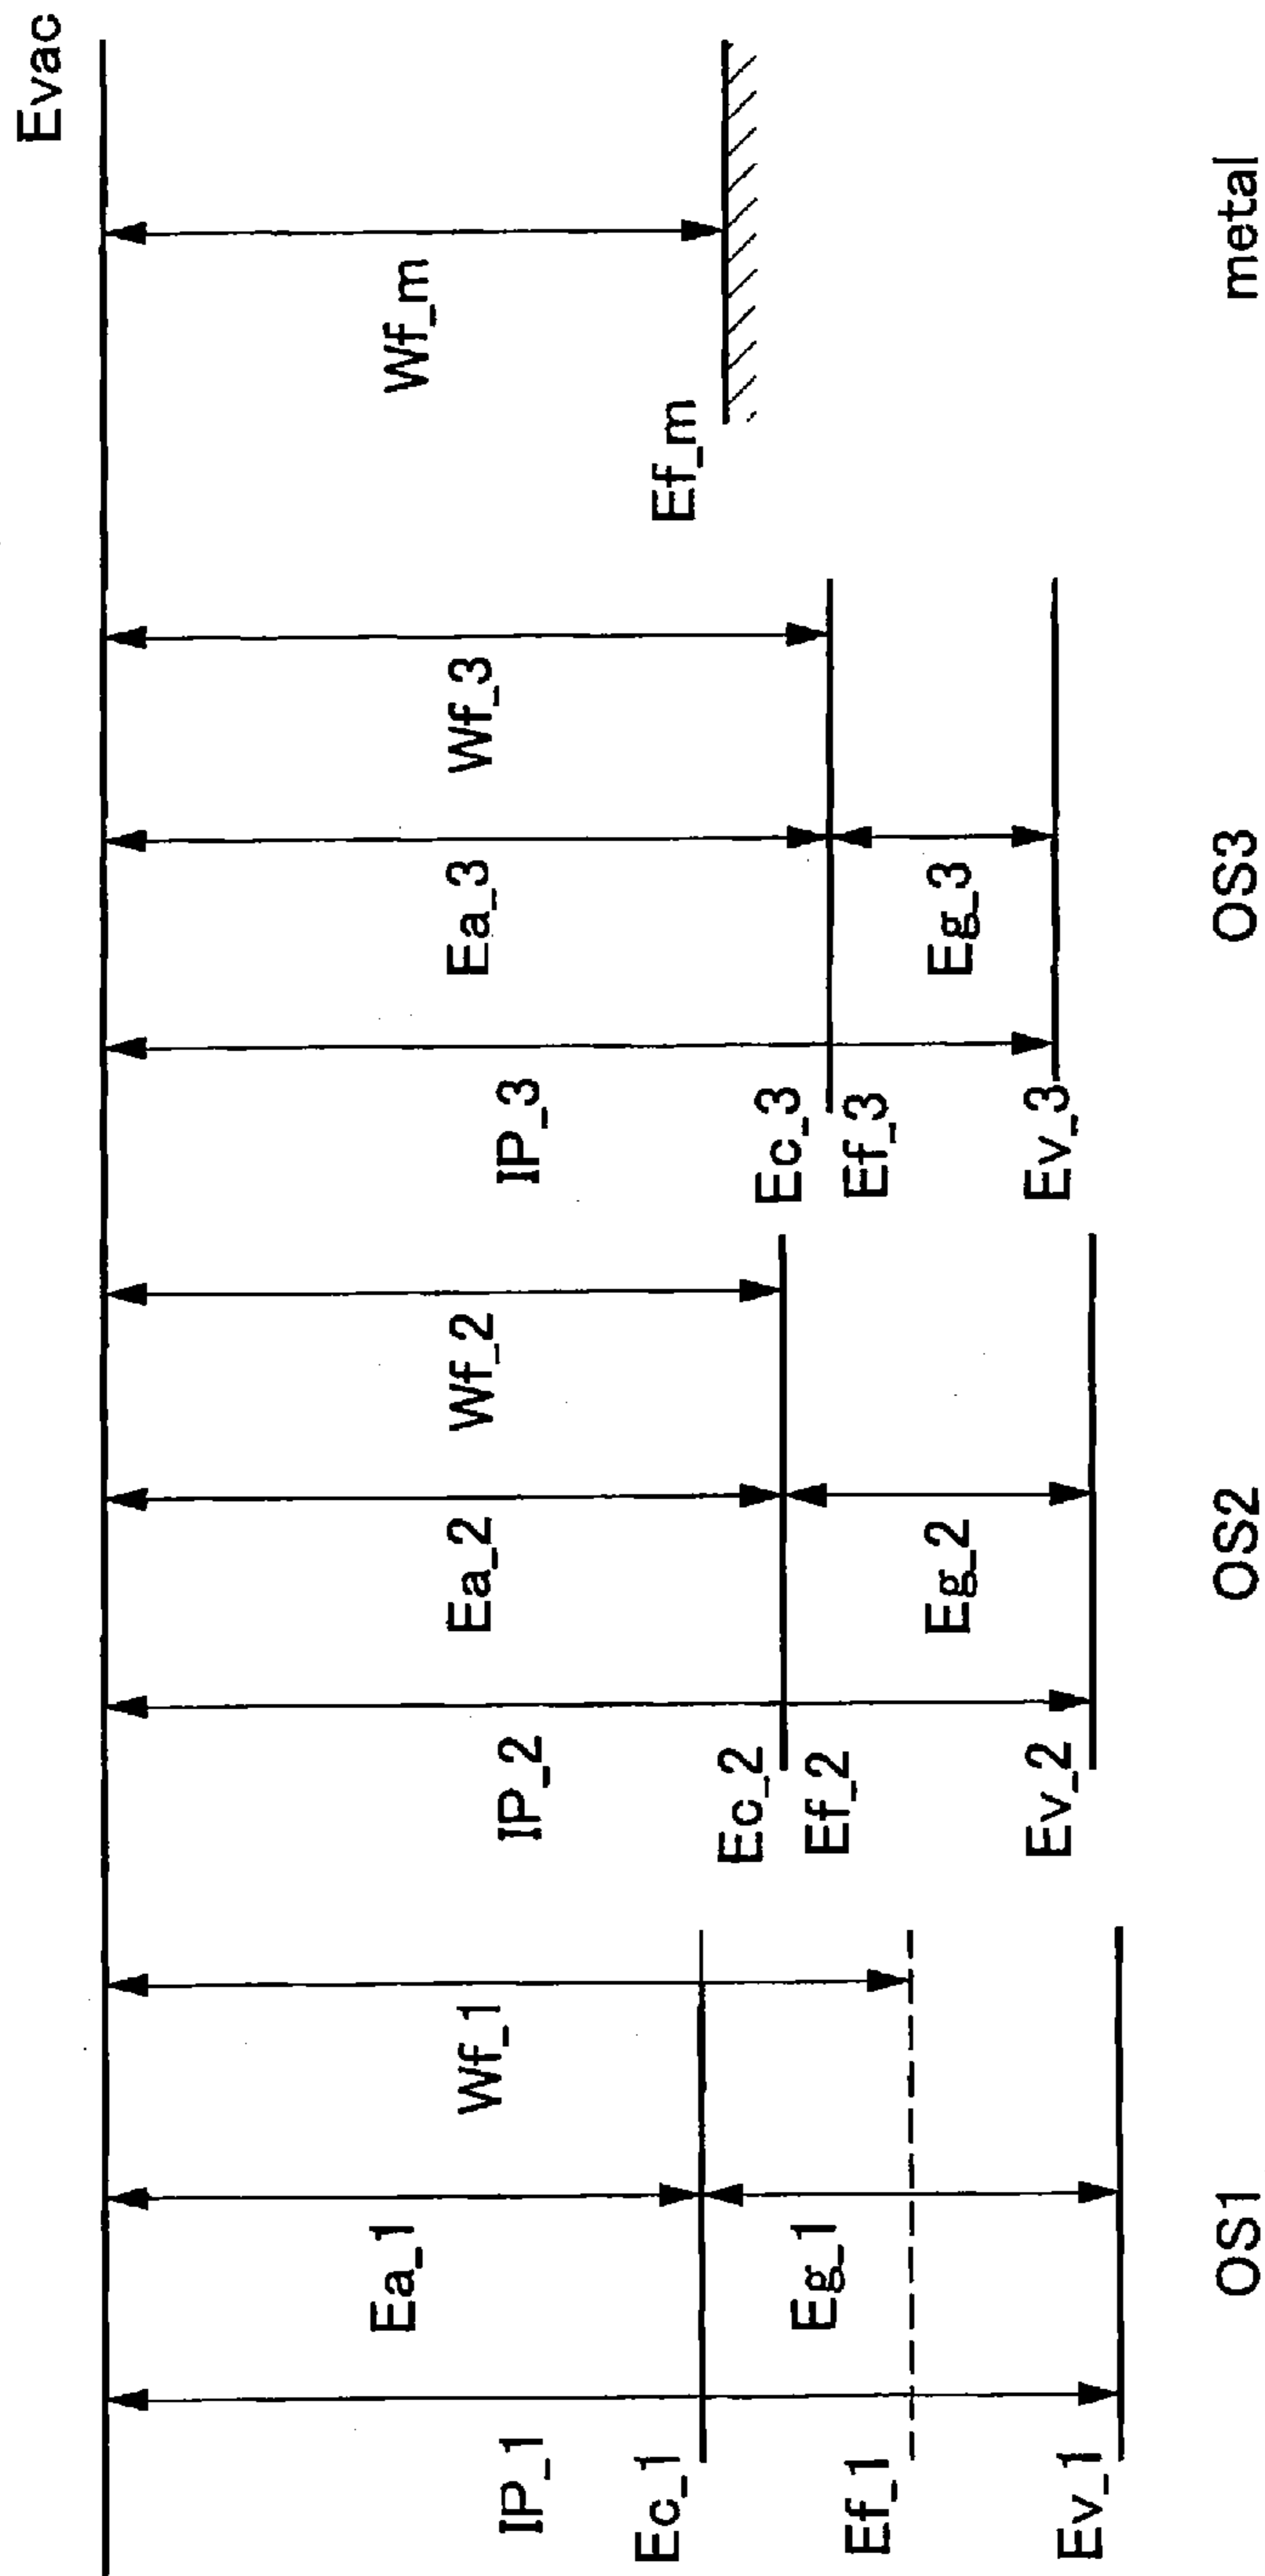 Evac
IP_1
Ea_1
Wf_1
Ec_1
Eg_1
Ef_1
Ev_1
OS1
IP_2
Ea_2
Wf_2
Ec_2
Ef_2
Eg_2
Ev_2
OS2
IP_3
Ea_3
Wf_3
Ec_3
Ef_3
Eg_3
Ev_3
OS3
Wf_m
Ef_m
metal